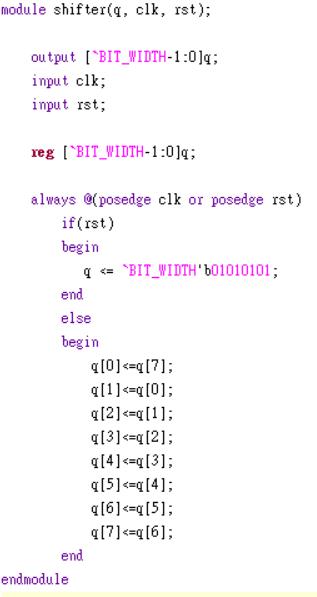 module shifter(q, clk, rst);
output [`BIT_WIDTH-1:0]q;
input clk;
input rst;
reg [`BIT_WIDTH-1:0]q;
always @(posedge clk or posedge rst)
if(rst)
begin
q <= `BIT_WIDTH'b01010101;
end
else
begin
q[0]<=q[7];
q[1]<=q[0];
q[2]<=q[1];
q[3]<=q[2];
q[4]<=q[3];
q[5]<=q[4];
q[6]<=q[5];
q[7]<=q[6];
end
endmodule